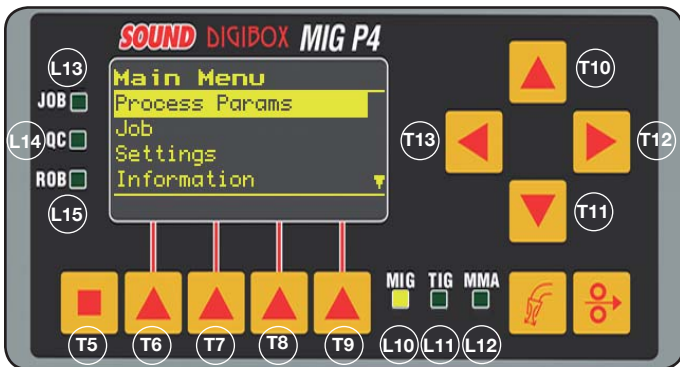 SOUND DIGIBOX MIG P4
L13
JOB
L14
QC
ROB
L15
Main Menu
Process Params
Job
Settings
Information
T10
T13
T12
T11
MIG TIG MMA
T5
T6
T7
T8
T9
L10
L11
L12